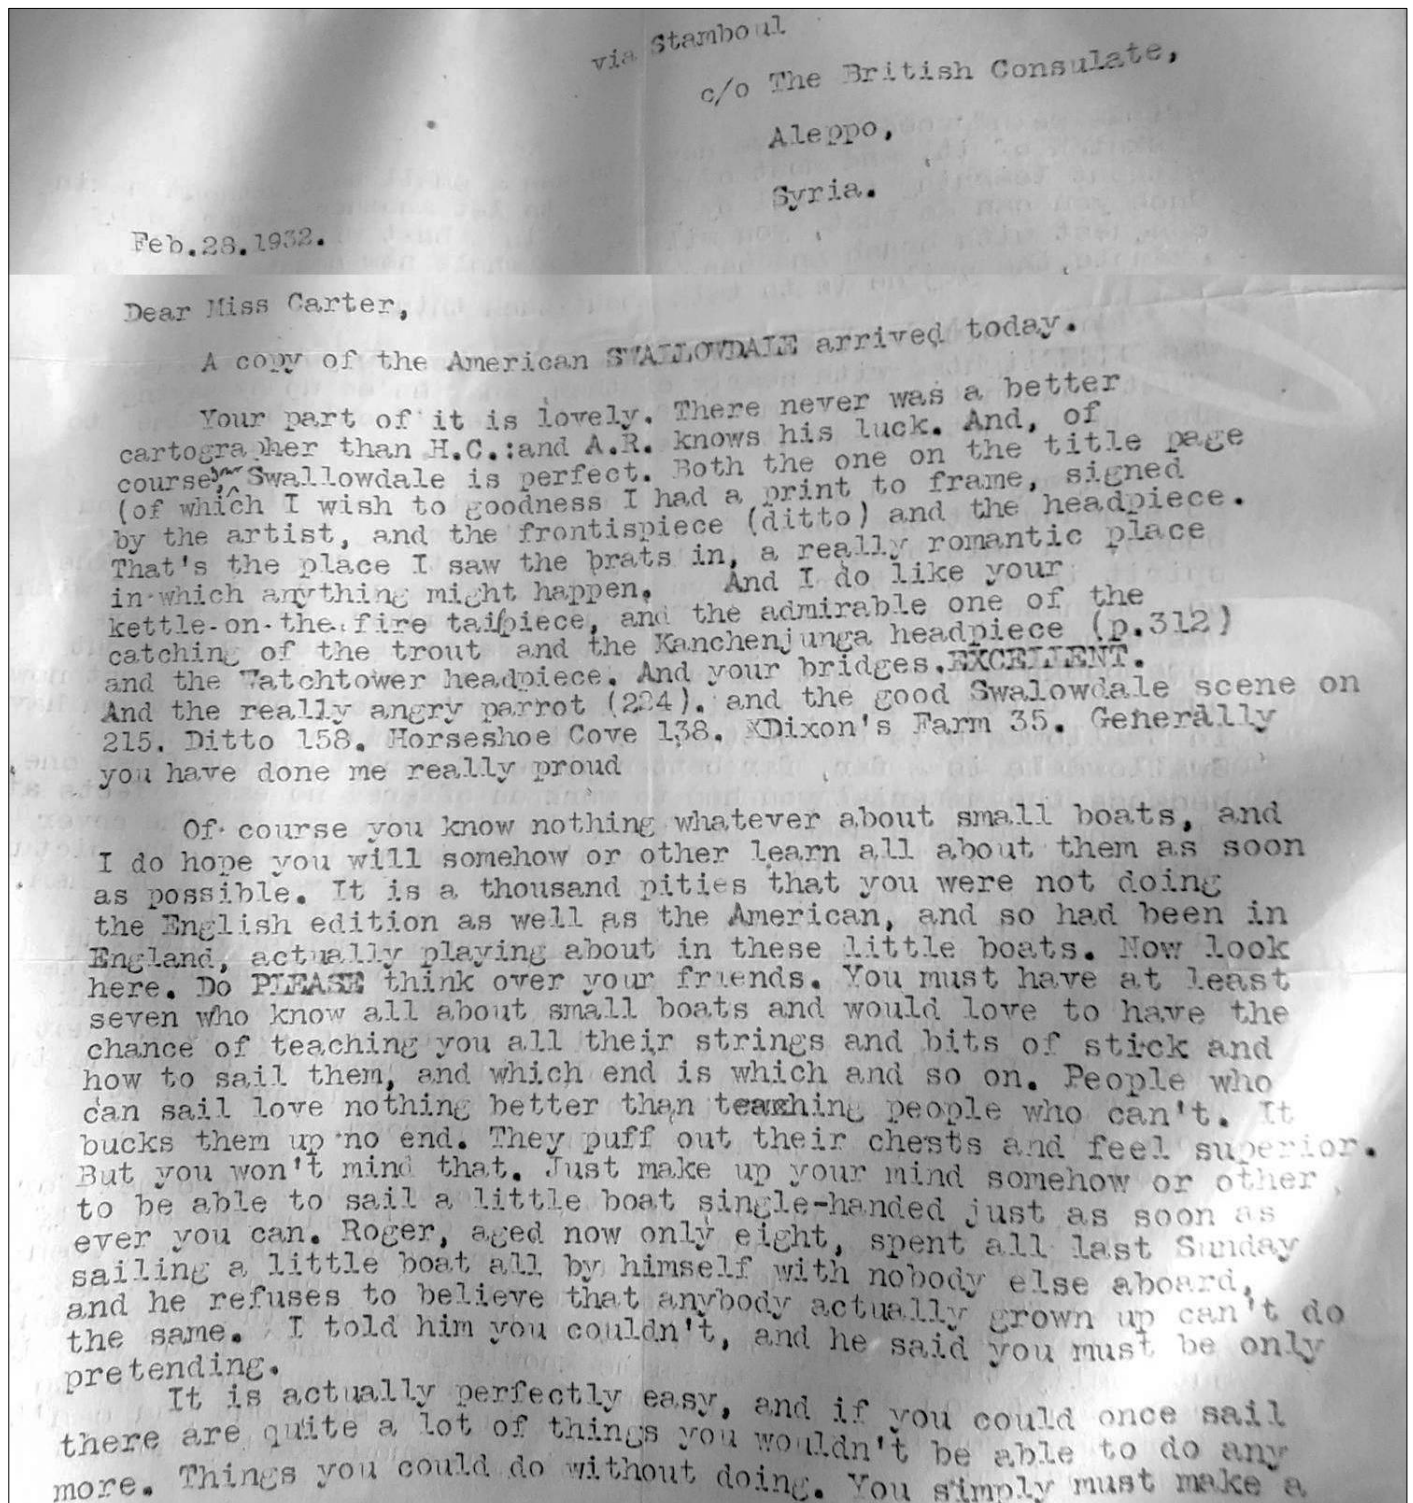 via Stamboul
c/o The British Consulate,
Aleppo,
Syria.
Feb.28.1932.
Dear Miss Carter,
A copy of the American SWALLOWDALE arrived today.
Your part of it is lovely. There never was a better
cartographer than H.C.:and A.R. knows his luck. And, of
course, your Swallowdale is perfect. Both the one on the title page
(of which I wish to goodness I had a print to frame, signed
by the artist, and the frontispiece (ditto) and the headpiece.
That's the place I saw the brats in, a really romantic place
in which anything might happen. And I do like your
kettle-on-the-fire tailpiece, and the admirable one of the
catching of the trout and the Kanchenjunga headpiece (p.312)
and the Watchtower headpiece. And your bridges.EXCELLENT.
And the really angry parrot (224). and the good Swalowdale scene on
215. Ditto 158. Horseshoe Cove 138. XDixon's Farm 35. Generally
you have done me really proud
Of course you know nothing whatever about small boats, and
I do hope you will somehow or other learn all about them as soon
as possible. It is a thousand pities that you were not doing
the English edition as well as the American, and so had been in
England, actually playing about in these little boats. Now look
here. Do PLEASE think over your friends. You must have at least
seven who know all about small boats and would love to have the
chance of teaching you all their strings and bits of stick and
how to sail them, and which end is which and so on. People who
can sail love nothing better than teaching people who can't. It
bucks them up no end. They puff out their chests and feel superior.
But you won't mind that. Just make up your mind somehow or other
to be able to sail a little boat single-handed just as soon as
ever you can. Roger, aged now only eight, spent all last Sunday
sailing a little boat all by himself with nobody else aboard,
and he refuses to believe that anybody actually grown up can't do
the same. I told him you couldn't, and he said you must be only
pretending.
It is actually perfectly easy, and if you could once sail
there are quite a lot of things you wouldn't be able to do any
more. Things you could do without doing. You simply must make a